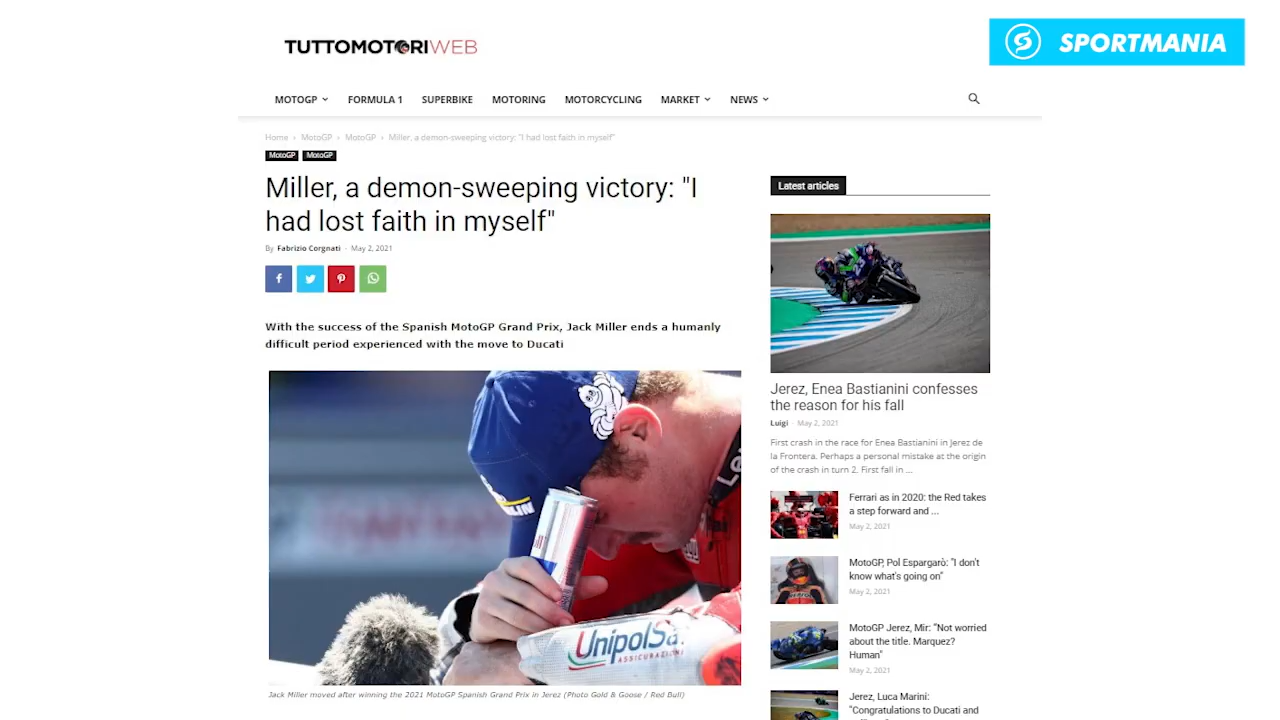 TUTTOMOTORIWEB
SPORTMANIA
MOTOGP
FORMULA 1
SUPERBIKE
MOTORING
MOTORCYCLING
MARKET
NEWS
Home › MotoGP › MotoGP › Miller, a demon-sweeping victory: "I had lost faith in myself"
MotoGP MotoGP
Miller, a demon-sweeping victory: "I
had lost faith in myself"
By Fabrizio Corgnati - May 2, 2021
With the success of the Spanish MotoGP Grand Prix, Jack Miller ends a humanly
difficult period experienced with the move to Ducati
UnipolSa
ASSICURAZIONI
Jack Miller moved after winning the 2021 MotoGP Spanish Grand Prix in Jerez (Photo Gold & Goose / Red Bull)
Latest articles
Jerez, Enea Bastianini confesses
the reason for his fall
Luigi - May 2, 2021
First crash in the race for Enea Bastianini in Jerez de
la Frontera. Perhaps a personal mistake at the origin
of the crash in turn 2. First fall in ...
Ferrari as in 2020: the Red takes
a step forward and ...
May 2, 2021
MotoGP, Pol Espargarò: "I don't
know what's going on"
May 2, 2021
MotoGP Jerez, Mir: "Not worried
about the title. Marquez?
Human"
May 2, 2021
Jerez, Luca Marini:
"Congratulations to Ducati and